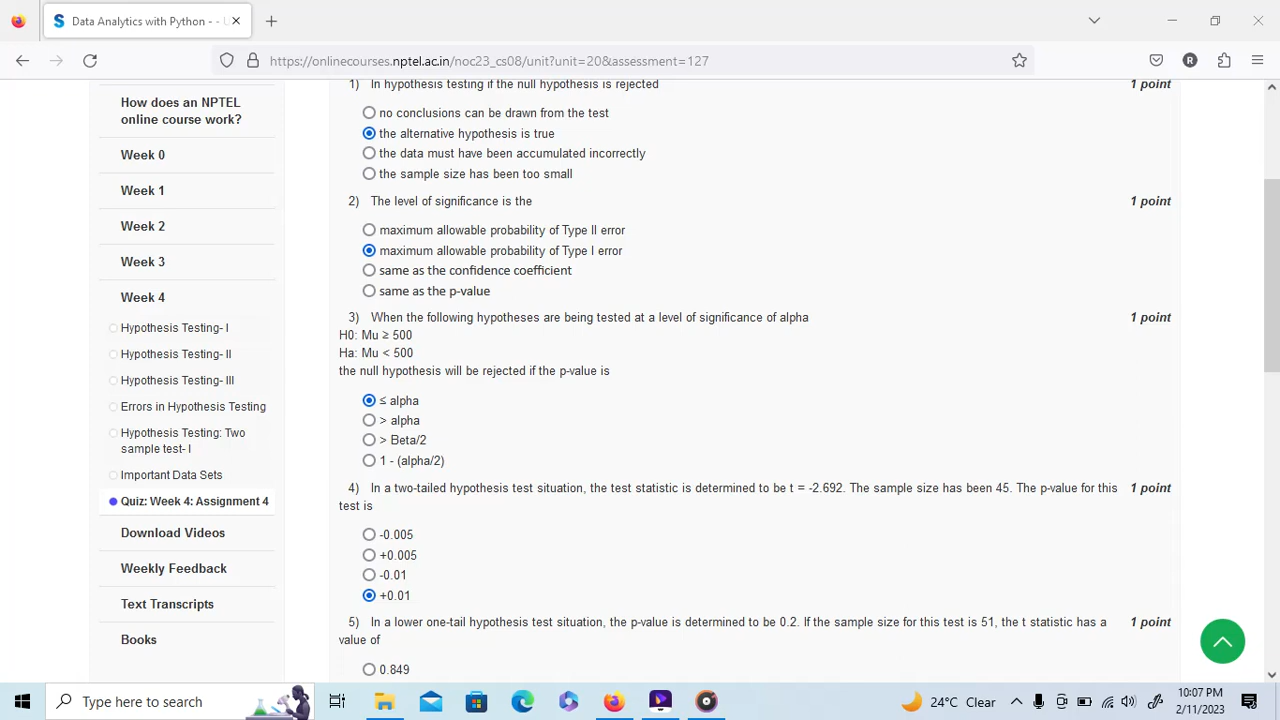 Data Analytics with Python - - U
https://onlinecourses.nptel.ac.in/noc23_cs08/unit?unit=20&assessment=127
R
How does an NPTEL
online course work?
Week 0
Week 1
Week 2
Week 3
Week 4
Hypothesis Testing- I
Hypothesis Testing- II
Hypothesis Testing- III
Errors in Hypothesis Testing
Hypothesis Testing: Two
sample test- I
Important Data Sets
Quiz: Week 4: Assignment 4
Download Videos
Weekly Feedback
Text Transcripts
Books
1) In hypothesis testing if the null hypothesis is rejected 1 point
no conclusions can be drawn from the test
the alternative hypothesis is true
the data must have been accumulated incorrectly
the sample size has been too small
2) The level of significance is the 1 point
maximum allowable probability of Type II error
maximum allowable probability of Type I error
same as the confidence coefficient
same as the p-value
3) When the following hypotheses are being tested at a level of significance of alpha 1 point
H0: Mu ≥ 500
Ha: Mu < 500
the null hypothesis will be rejected if the p-value is
≤ alpha
> alpha
> Beta/2
1 - (alpha/2)
4) In a two-tailed hypothesis test situation, the test statistic is determined to be t = -2.692. The sample size has been 45. The p-value for this 1 point
test is
-0.005
+0.005
-0.01
+0.01
5) In a lower one-tail hypothesis test situation, the p-value is determined to be 0.2. If the sample size for this test is 51, the t statistic has a 1 point
value of
0.849
Type here to search
24°C Clear
10:07 PM
2/11/2023